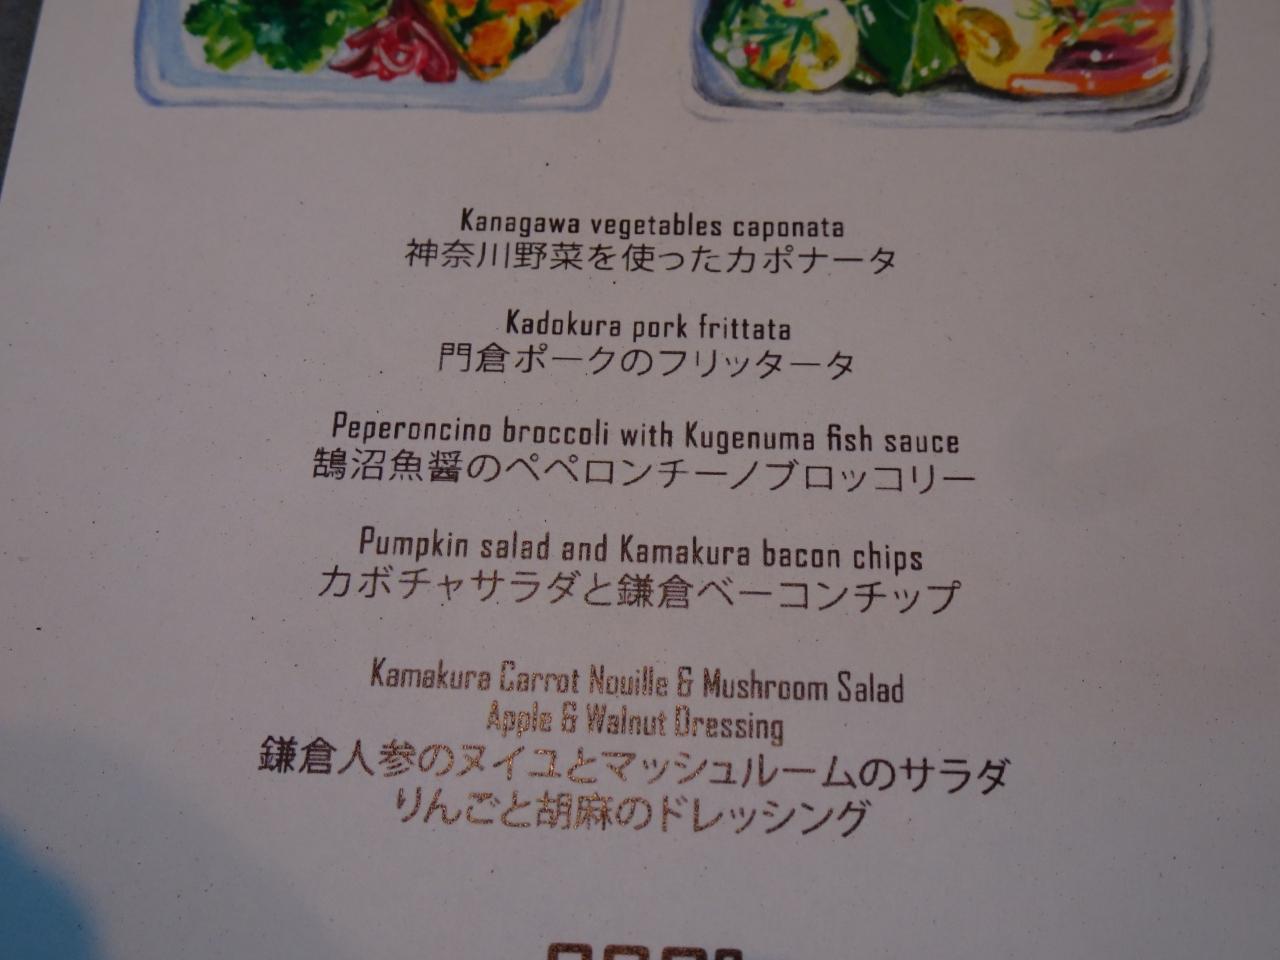 Kanagawa vegetables caponata
神奈川野菜を使ったカポナータ
Kadokura pork frittata
門倉ポークのフリッタータ
Peperoncino broccoli with Kugenuma fish sauce
鵠沼魚醤のペペロンチーノブロッコリー
Pumpkin salad and Kamakura bacon chips
カボチャサラダと鎌倉ベーコンチップ
Kamakura Carrot Nouille & Mushroom Salad
Apple & Walnut Dressing
鎌倉人参のヌイユとマッシュルームのサラダ
りんごと胡麻のドレッシング